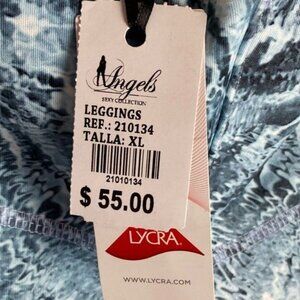 Angels
SEXY COLLECTION
LEGGINGS
REF.: 210134
TALLA: XL
21010134
$ 55.00
LYCRA.
WWW.LYCRA.COM